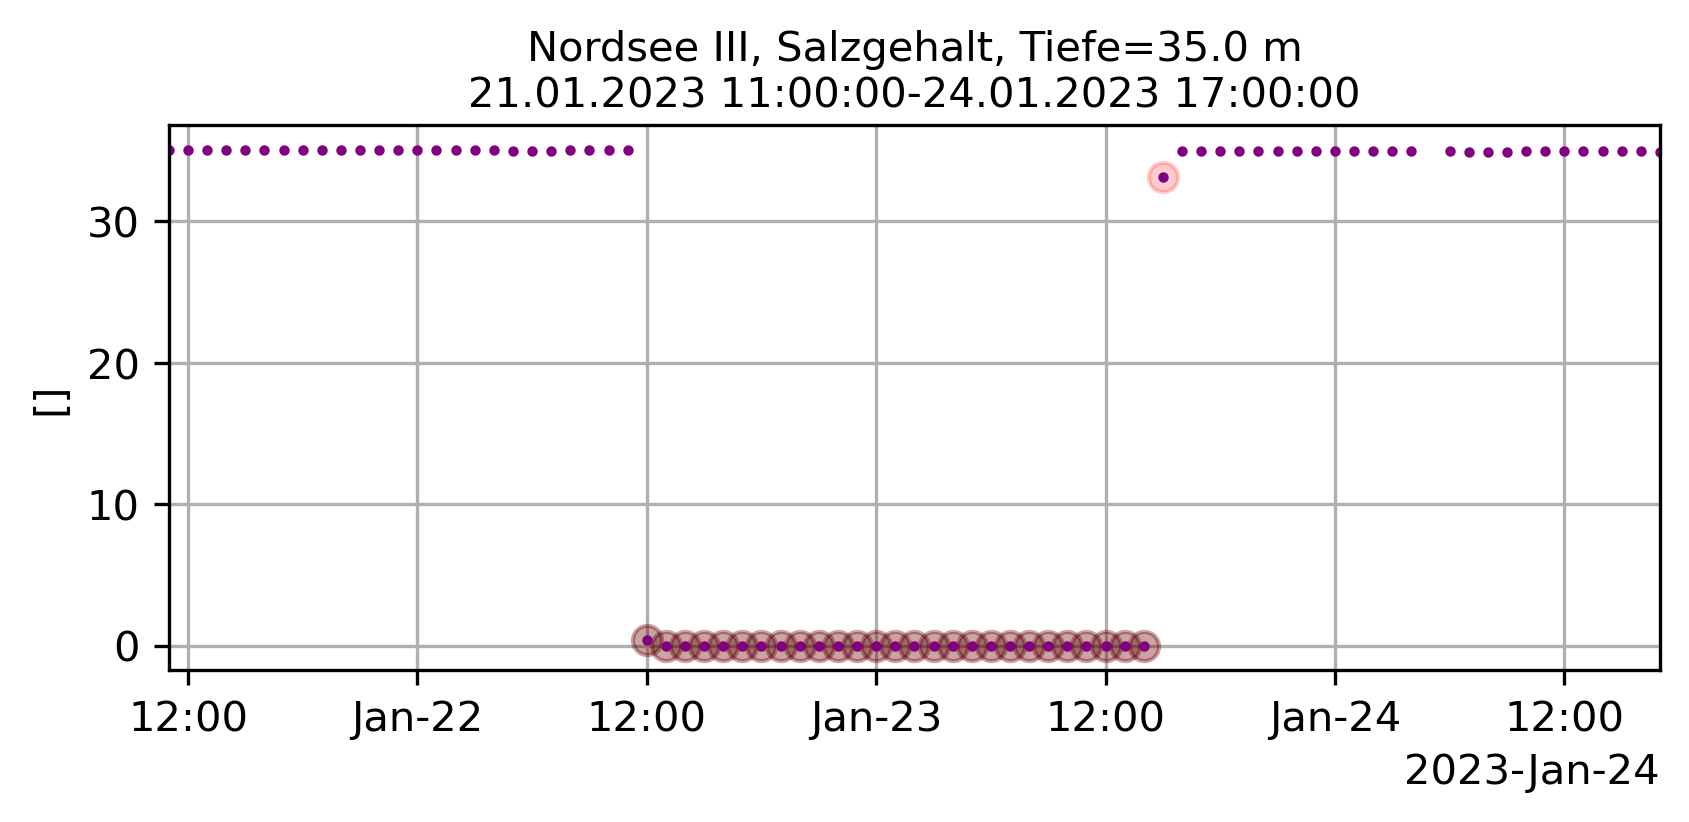 Nordsee III, Salzgehalt, Tiefe=35.0 m
21.01.2023 11:00:00-24.01.2023 17:00:00
30
20
10
0
[]
12:00 Jan-22 12:00 Jan-23 12:00 Jan-24 12:00
2023-Jan-24